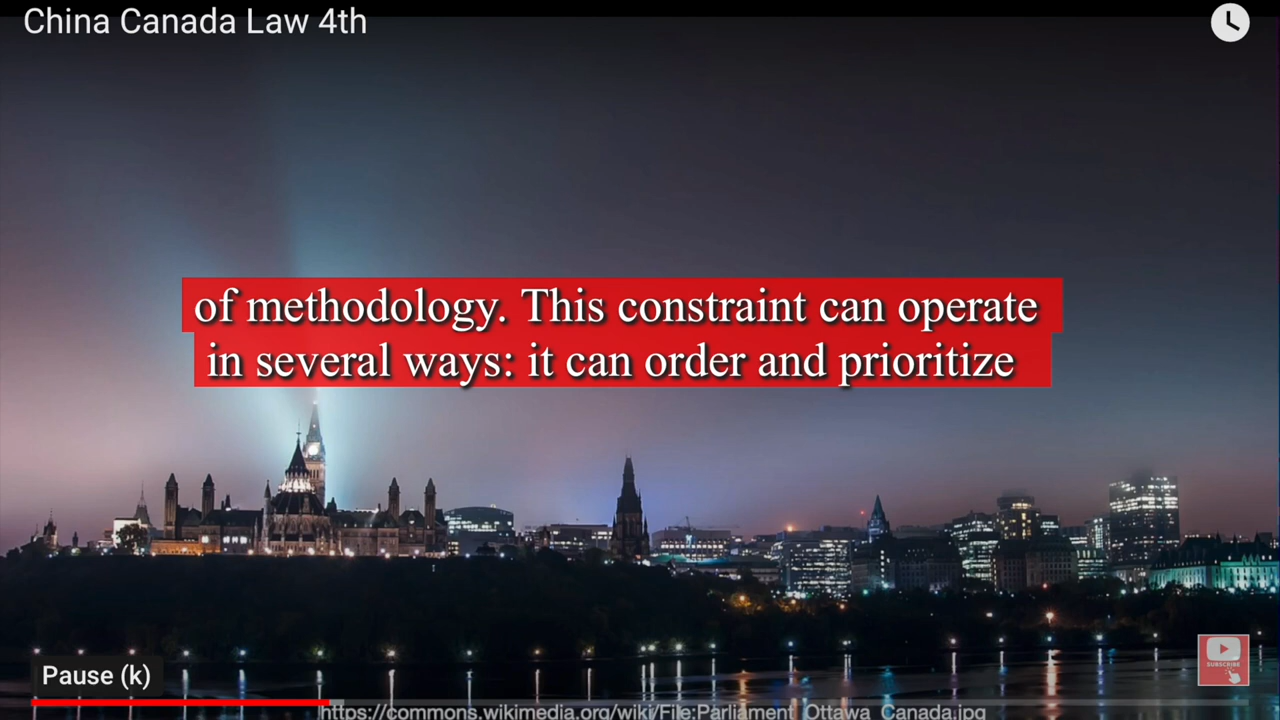 China Canada Law 4th
of methodology. This constraint can operate
in several ways: it can order and prioritize
SUBSCRIBE
Pause (k)
https://commons.wikimedia.org/wiki/File:Parliament_Ottawa_Canada.jpg